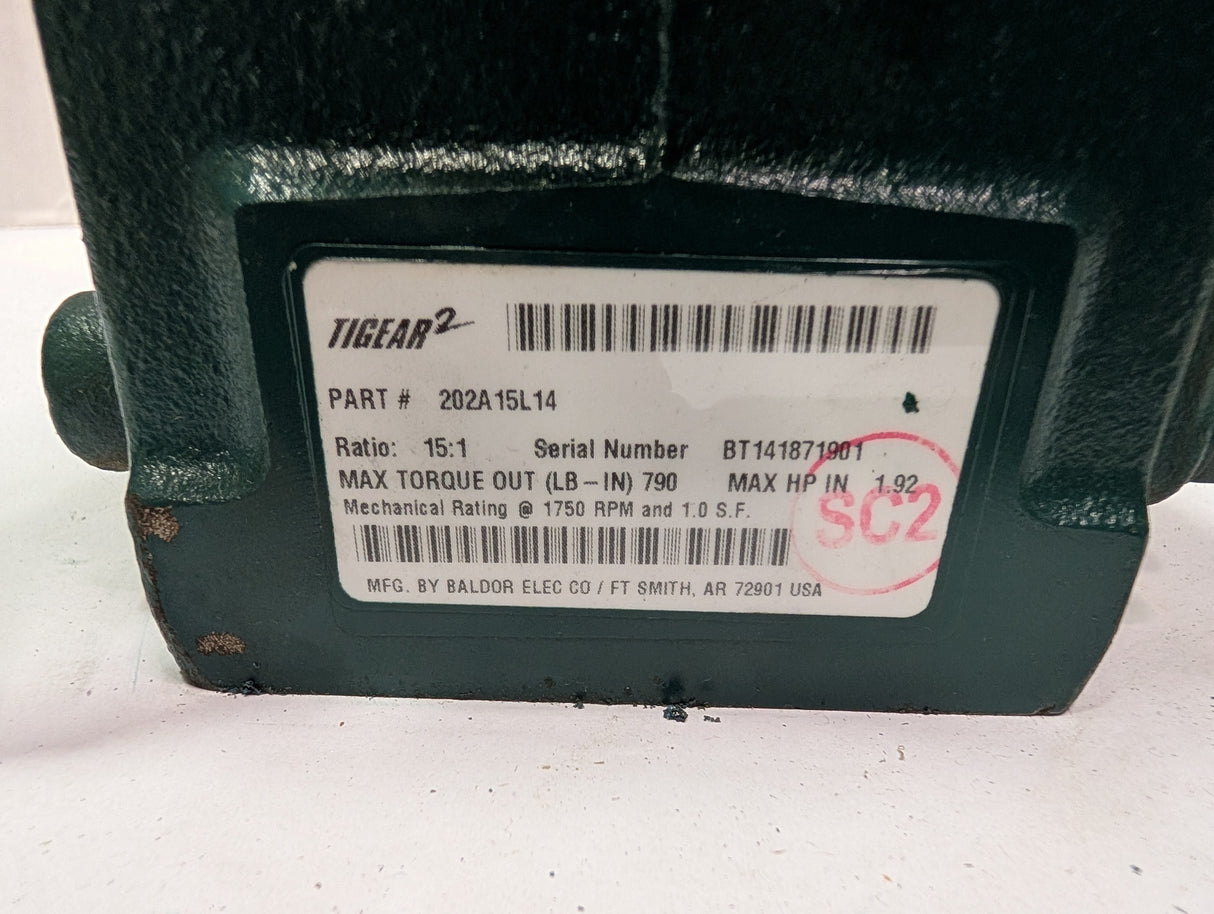 TIGEAR2
PART # 202A15L14
Ratio: 15:1 Serial Number BT141871901
MAX TORQUE OUT (LB-IN) 790 MAX HP IN 1.92
Mechanical Rating @ 1750 RPM and 1.0 S.F.
SC2
MFG. BY BALDOR ELEC CO / FT SMITH, AR 72901 USA